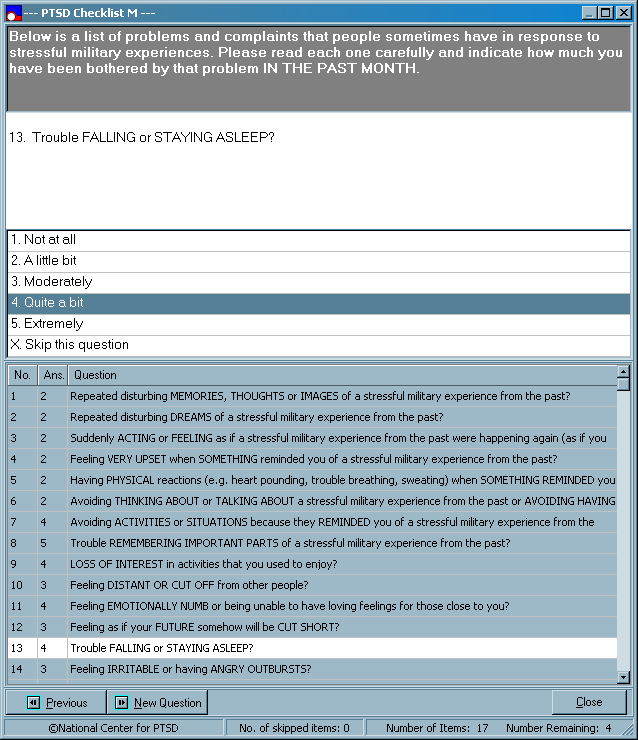 --- PTSD Checklist M ---
Below is a list of problems and complaints that people sometimes have in response to
stressful military experiences. Please read each one carefully and indicate how much you
have been bothered by that problem IN THE PAST MONTH.
13. Trouble FALLING or STAYING ASLEEP?
1. Not at all
2. A little bit
3. Moderately
4. Quite a bit
5. Extremely
X. Skip this question
No. Ans. Question
1 2 Repeated disturbing MEMORIES, THOUGHTS or IMAGES of a stressful military experience from the past?
2 2 Repeated disturbing DREAMS of a stressful military experience from the past?
3 2 Suddenly ACTING or FEELING as if a stressful military experience from the past were happening again (as if you
4 2 Feeling VERY UPSET when SOMETHING reminded you of a stressful military experience from the past?
5 2 Having PHYSICAL reactions (e.g. heart pounding, trouble breathing, sweating) when SOMETHING REMINDED you
6 2 Avoiding THINKING ABOUT or TALKING ABOUT a stressful military experience from the past or AVOIDING HAVING
7 4 Avoiding ACTIVITIES or SITUATIONS because they REMINDED you of a stressful military experience from the
8 5 Trouble REMEMBERING IMPORTANT PARTS of a stressful military experience from the past?
9 4 LOSS OF INTEREST in activities that you used to enjoy?
10 3 Feeling DISTANT OR CUT OFF from other people?
11 4 Feeling EMOTIONALLY NUMB or being unable to have loving feelings for those close to you?
12 3 Feeling as if your FUTURE somehow will be CUT SHORT?
13 4 Trouble FALLING or STAYING ASLEEP?
14 3 Feeling IRRITABLE or having ANGRY OUTBURSTS?
Previous New Question Close
©National Center for PTSD No. of skipped items: 0 Number of Items: 17 Number Remaining: 4